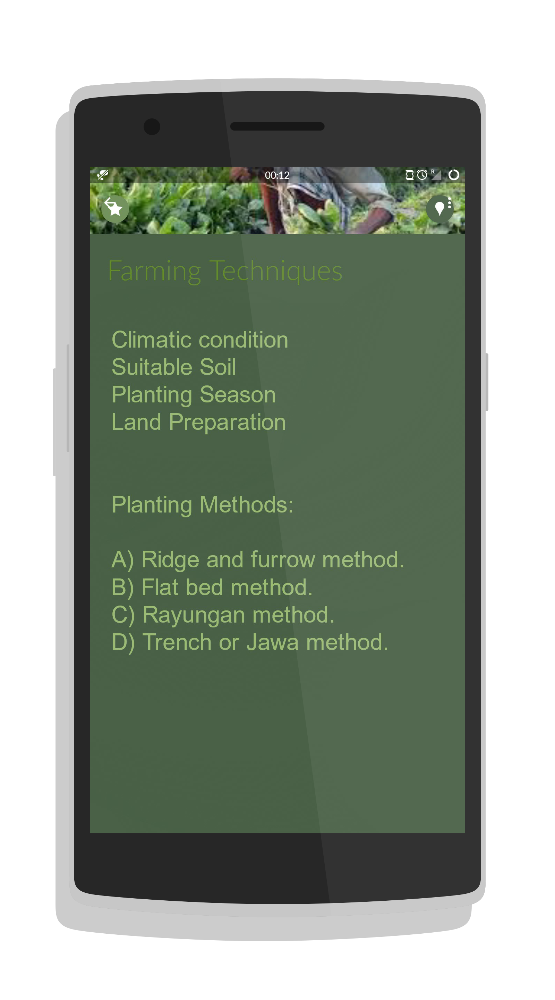 00:12
R
Farming Techniques
Climatic condition
Suitable Soil
Planting Season
Land Preparation
Planting Methods:
A) Ridge and furrow method.
B) Flat bed method.
C) Rayungan method.
D) Trench or Jawa method.